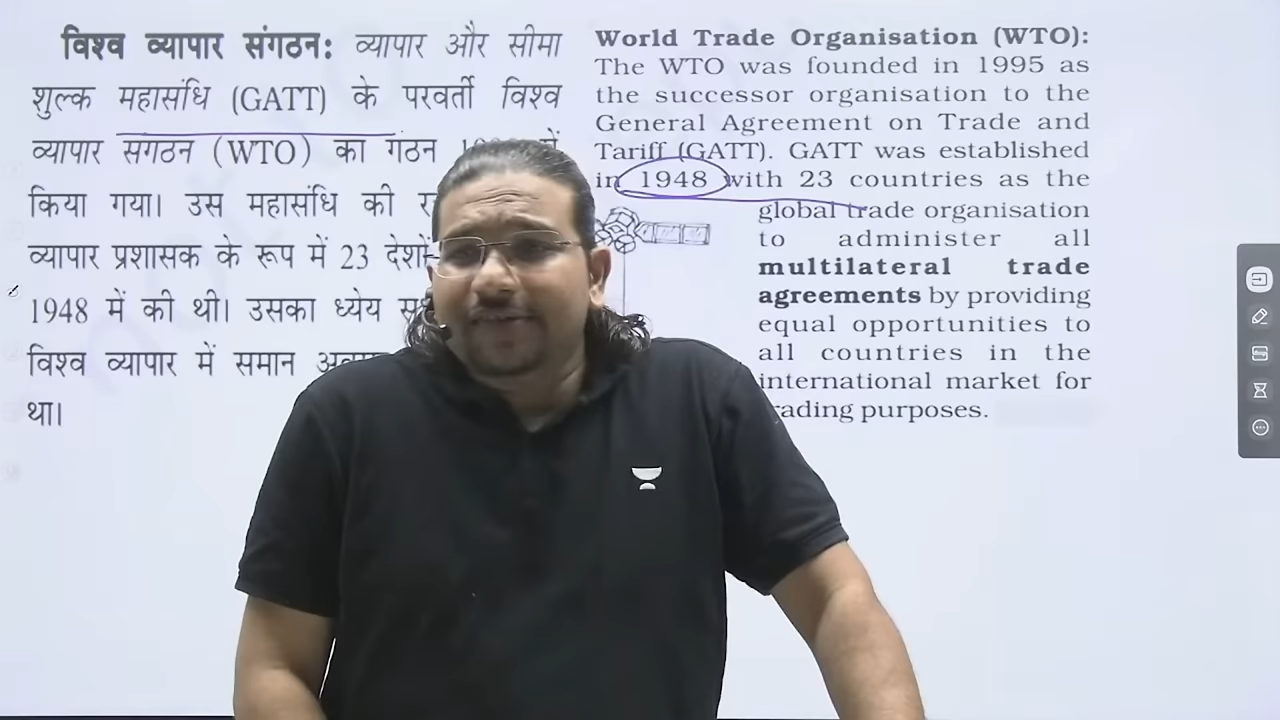 विश्व व्यापार संगठन: व्यापार और सीमा
शुल्क महासंधि (GATT) के परवर्ती विश्व
व्यापार संगठन (WTO) का गठन में
किया गया। उस महासंधि की
व्यापार प्रशासक के रूप में 23 देशों
1948 में की थी। उसका ध्येय
विश्व व्यापार में समान
था।
World Trade Organisation (WTO):
The WTO was founded in 1995 as
the successor organisation to the
General Agreement on Trade and
Tariff (GATT). GATT was established
in 1948 with 23 countries as the
global trade organisation
to administer all
multilateral trade
agreements by providing
equal opportunities to
all countries in the
international market for
trading purposes.